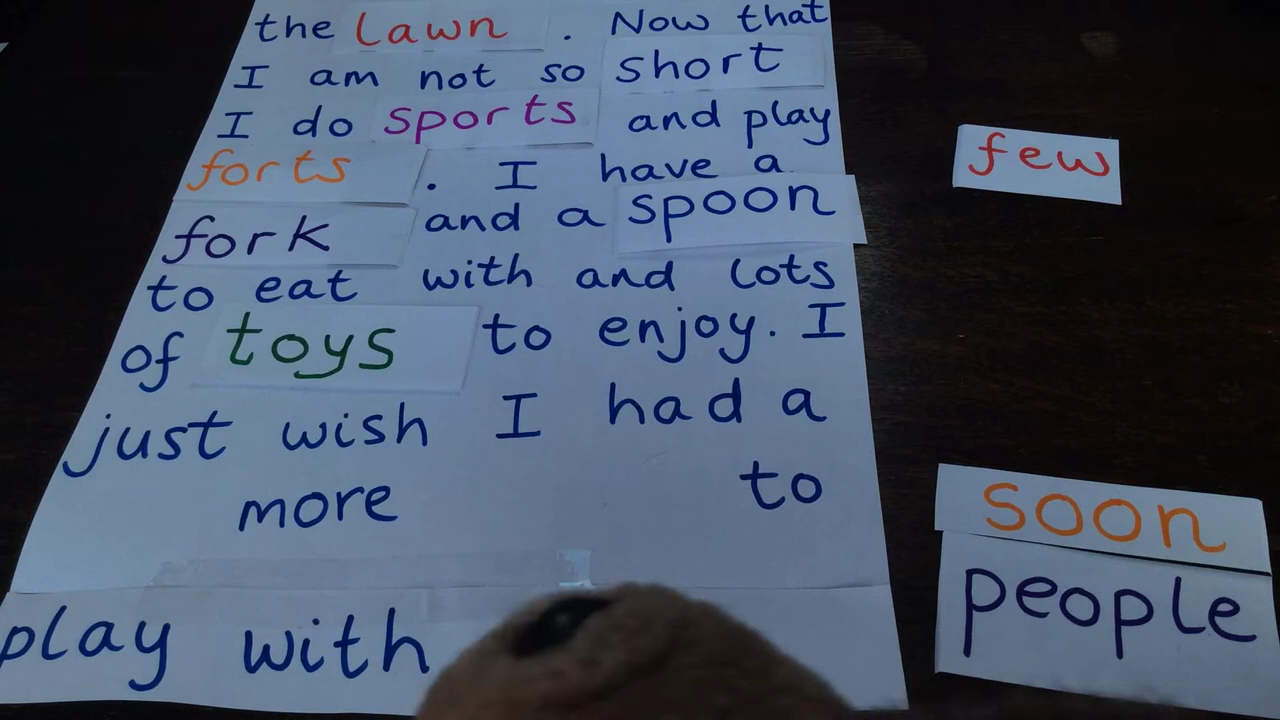 the lawn . Now that
I am not so short
I do sports and play
forts . I have a
fork and a spoon
to eat with and lots
of toys to enjoy. I
just wish I had a
more to
play with
few
soon
people